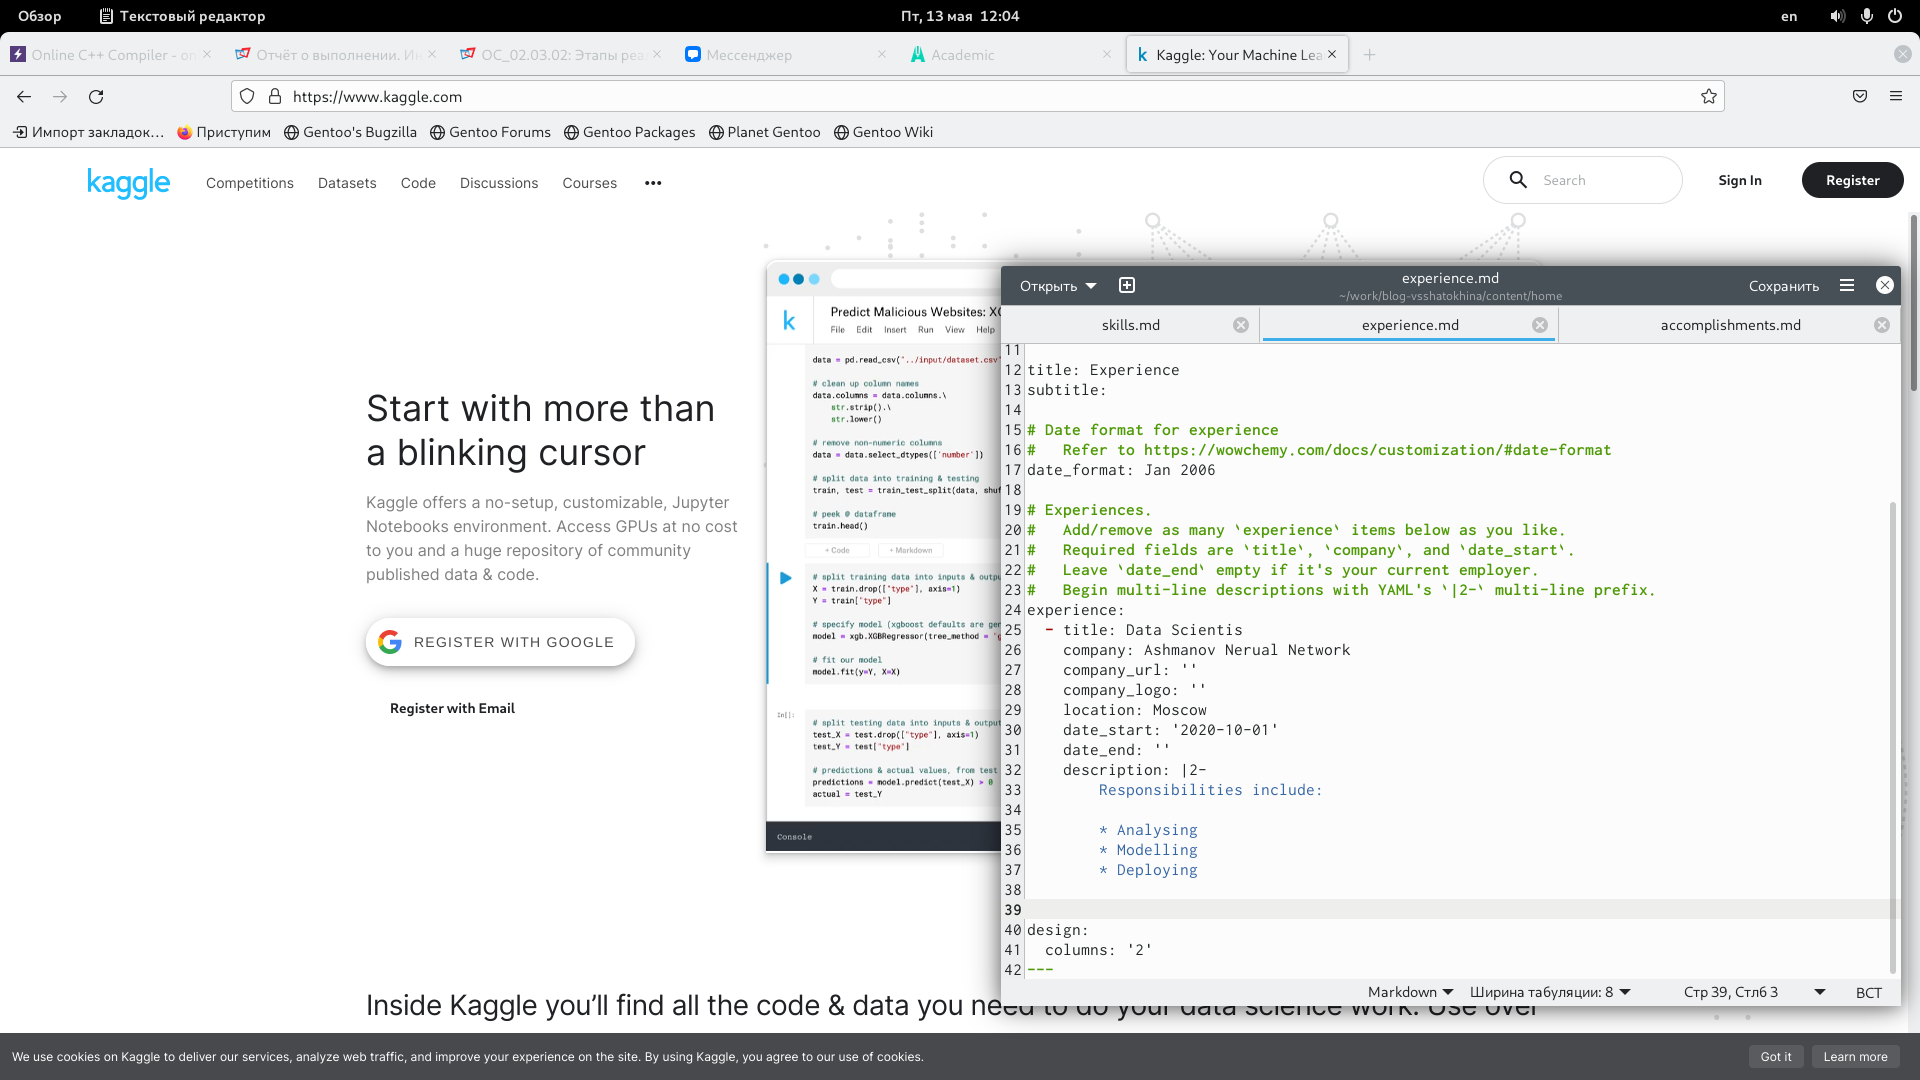 Обзор
Текстовый редактор
Пт, 13 мая 12:04
en
Online C++ Compiler - on
Отчёт о выполнении. Ин
ОС_02.03.02: Этапы реа
Мессенджер
Academic
Kaggle: Your Machine Lea
https://www.kaggle.com
Импорт закладок…
Приступим
Gentoo's Bugzilla
Gentoo Forums
Gentoo Packages
Planet Gentoo
Gentoo Wiki
kaggle
Competitions
Datasets
Code
Discussions
Courses
Search
Sign In
Register
Start with more than
a blinking cursor
Kaggle offers a no-setup, customizable, Jupyter
Notebooks environment. Access GPUs at no cost
to you and a huge repository of community
published data & code.
REGISTER WITH GOOGLE
Register with Email
k
Predict Malicious Websites: XG
File Edit Insert Run View Help
data = pd.read_csv("../input/dataset.csv"
# clean up column names
data.columns = data.columns.\
str.strip().\
str.lower()
# remove non-numeric columns
data = data.select_dtypes(['number'])
# split data into training & testing
train, test = train_test_split(data, shuf
# peek @ dataframe
train.head()
+ Code
+ Markdown
# split training data into inputs & outpu
X = train.drop(["type"], axis=1)
Y = train["type"]
# specify model (xgboost defaults are gen
model = xgb.XGBRegressor(tree_method = "g
# fit our model
model.fit(y=Y, X=X)
In[]:
# split testing data into inputs & output
test_X = test.drop(["type"], axis=1)
test_Y = test["type"]
# predictions & actual values, from test
predictions = model.predict(test_X) > 0
actual = test_Y
Console
Открыть
experience.md
~/work/blog-vsshatokhina/content/home
Сохранить
skills.md
experience.md
accomplishments.md
11
12 title: Experience
13 subtitle:
14
15 # Date format for experience
16 #   Refer to https://wowchemy.com/docs/customization/#date-format
17 date_format: Jan 2006
18
19 # Experiences.
20 #   Add/remove as many `experience` items below as you like.
21 #   Required fields are `title`, `company`, and `date_start`.
22 #   Leave `date_end` empty if it's your current employer.
23 #   Begin multi-line descriptions with YAML's `|2-` multi-line prefix.
24 experience:
25   - title: Data Scientis
26     company: Ashmanov Nerual Network
27     company_url: ''
28     company_logo: ''
29     location: Moscow
30     date_start: '2020-10-01'
31     date_end: ''
32     description: |2-
33         Responsibilities include:
34
35         * Analysing
36         * Modelling
37         * Deploying
38
39
40 design:
41   columns: '2'
42 ---
Markdown
Ширина табуляции: 8
Стр 39, Стлб 3
ВСТ
Inside Kaggle you’ll find all the code & data you need to do your data science work. Use over
We use cookies on Kaggle to deliver our services, analyze web traffic, and improve your experience on the site. By using Kaggle, you agree to our use of cookies.
Got it
Learn more